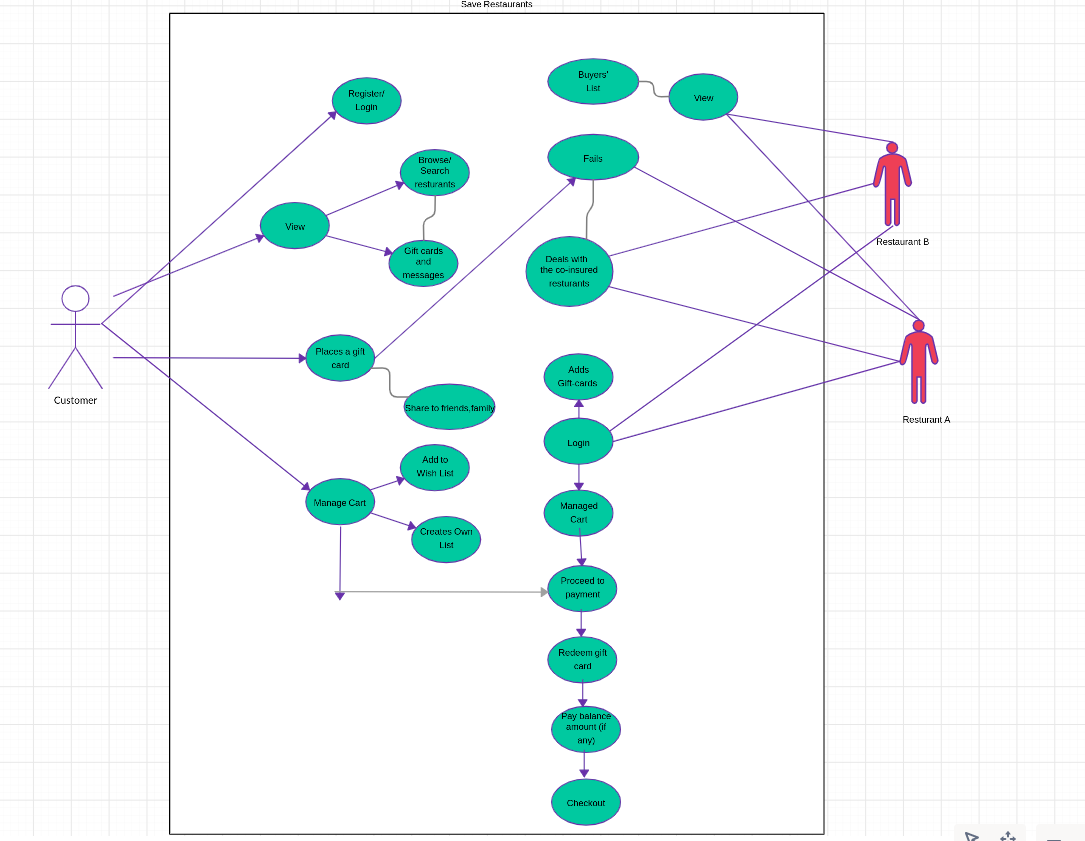 Save Restaurants
Register/
Login
Buyers'
List
View
Browse/
Search
resturants
Fails
View
Gift cards
and
messages
Deals with
the co-insured
resturants
Restaurant B
Customer
Places a gift
card
Share to friends,family
Adds
Gift-cards
Resturant A
Login
Add to
Wish List
Manage Cart
Managed
Cart
Creates Own
List
Proceed to
payment
Redeem gift
card
Pay balance
amount (if
any)
Checkout